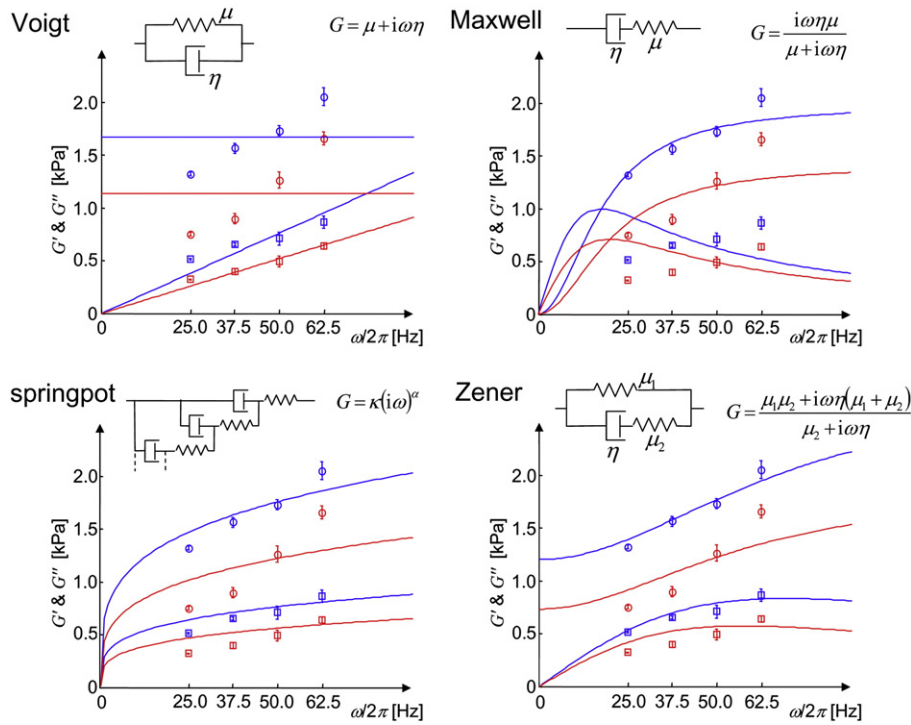 Voigt
μ
η
G = μ + iωη
G' & G'' [kPa]
2.0
1.5
1.0
0.5
0
0 25.0 37.5 50.0 62.5
ω/2π [Hz]
Maxwell
η μ
G = iωημ / μ + iωη
G' & G'' [kPa]
2.0
1.5
1.0
0.5
0
0 25.0 37.5 50.0 62.5
ω/2π [Hz]
springpot
G = κ(iω)^α
G' & G'' [kPa]
2.0
1.5
1.0
0.5
0
25.0 37.5 50.0 62.5
ω/2π [Hz]
Zener
μ₁
η μ₂
G = μ₁μ₂ + iωη(μ₁ + μ₂) / μ₂ + iωη
G' & G'' [kPa]
2.0
1.5
1.0
0.5
0
25.0 37.5 50.0 62.5
ω/2π [Hz]